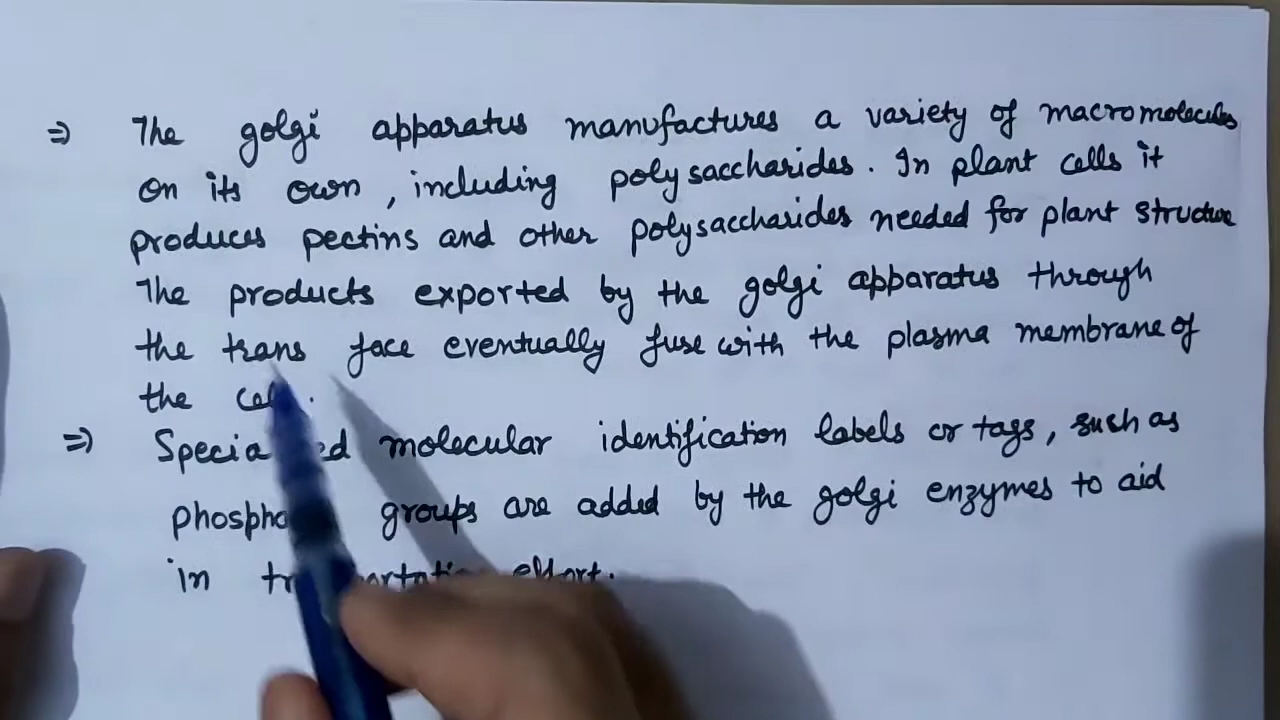 ⇒ The golgi apparatus manufactures a variety of macromolecules
on its own, including polysaccharides. In plant cells it
produces pectins and other polysaccharides needed for plant structure
The products exported by the golgi apparatus through
the trans face eventually fuse with the plasma membrane of
the
⇒ molecular identification labels or tags, such as
groups are added by the golgi enzymes to aid
in effort.